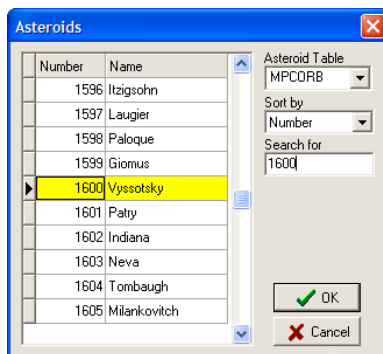 Asteroids
Number Name
1596 Itzigsohn
1597 Laugier
1598 Paloque
1599 Giomus
1600 Vyssotsky
1601 Patry
1602 Indiana
1603 Neva
1604 Tombaugh
1605 Milankovitch
Asteroid Table
MPCORB
Sort by
Number
Search for
1600
OK
Cancel